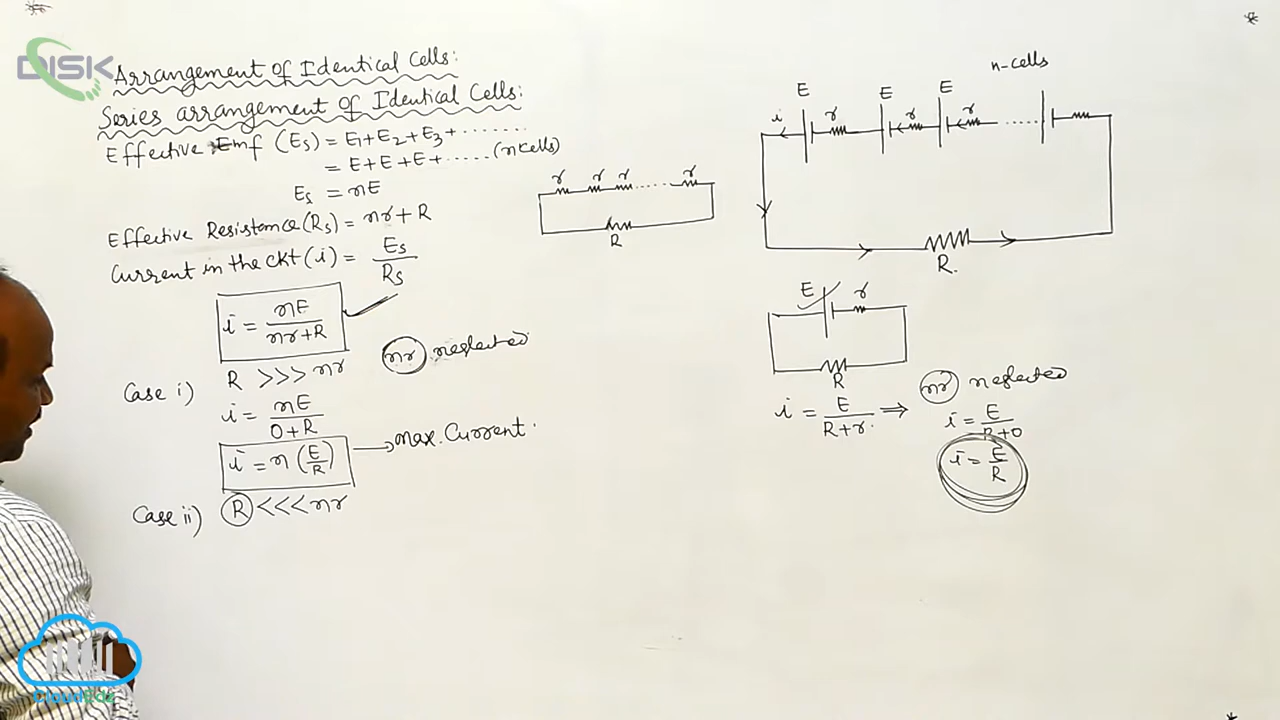 DISK
Arrangement of Identical Cells:
Series arrangement of Identical Cells:
Effective Emf (Es) = E1+E2+E3+.......
= E+E+E+..... (n cells)
Es = nE
Effective Resistance (Rs) = nr+R
Current in the ckt (i) = Es/Rs
i = nE/(nr+R)
Case i) R >>> nr
nr neglected
i = nE/(0+R)
i = n(E/R) → Max. Current.
Case ii) R <<< nr
r r r ...... r
R
n-cells
E E E
i r r r ......
R.
E r
R
i = E/(R+r) ⇒
nr neglected
i = E/(R+0)
i = E/R
CloudEdz